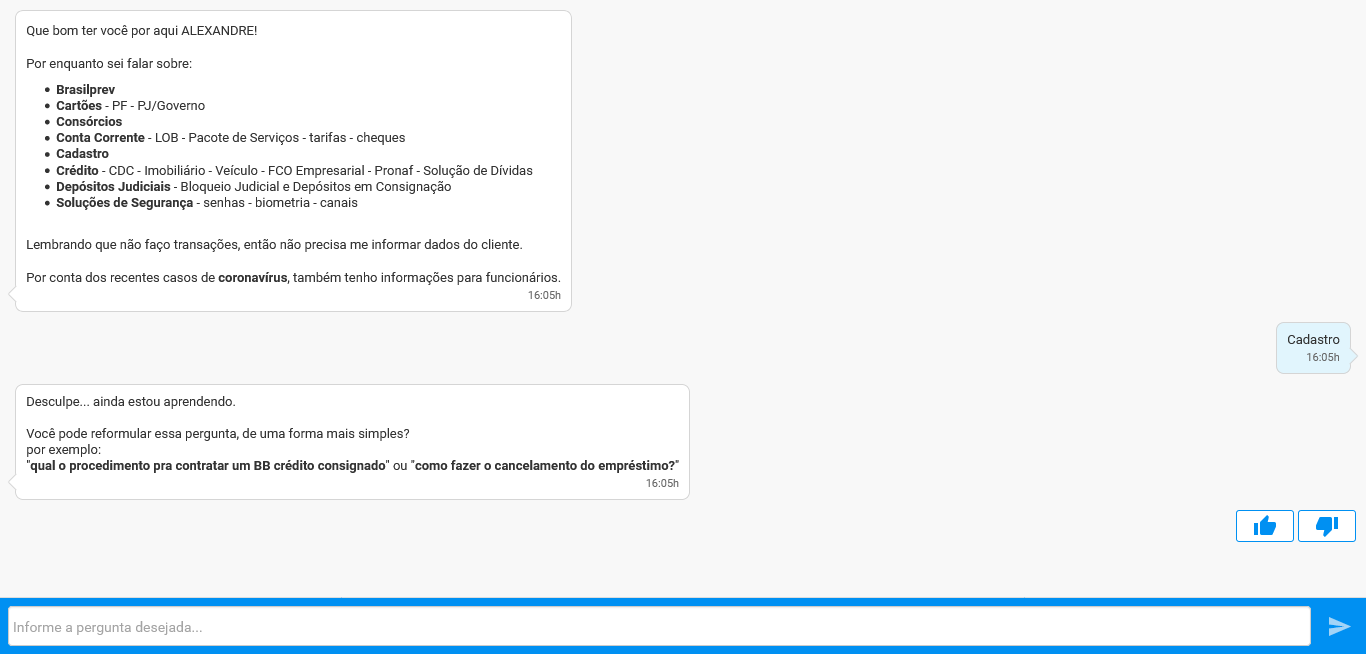 Que bom ter você por aqui ALEXANDRE!
Por enquanto sei falar sobre:
Brasilprev
Cartões - PF - PJ/Governo
Consórcios
Conta Corrente - LOB - Pacote de Serviços - tarifas - cheques
Cadastro
Crédito - CDC - Imobiliário - Veículo - FCO Empresarial - Pronaf - Solução de Dívidas
Depósitos Judiciais - Bloqueio Judicial e Depósitos em Consignação
Soluções de Segurança - senhas - biometria - canais
Lembrando que não faço transações, então não precisa me informar dados do cliente.
Por conta dos recentes casos de coronavírus, também tenho informações para funcionários.
16:05h
Cadastro
16:05h
Desculpe... ainda estou aprendendo.
Você pode reformular essa pergunta, de uma forma mais simples?
por exemplo:
"qual o procedimento pra contratar um BB crédito consignado" ou "como fazer o cancelamento do empréstimo?"
16:05h
Informe a pergunta desejada...